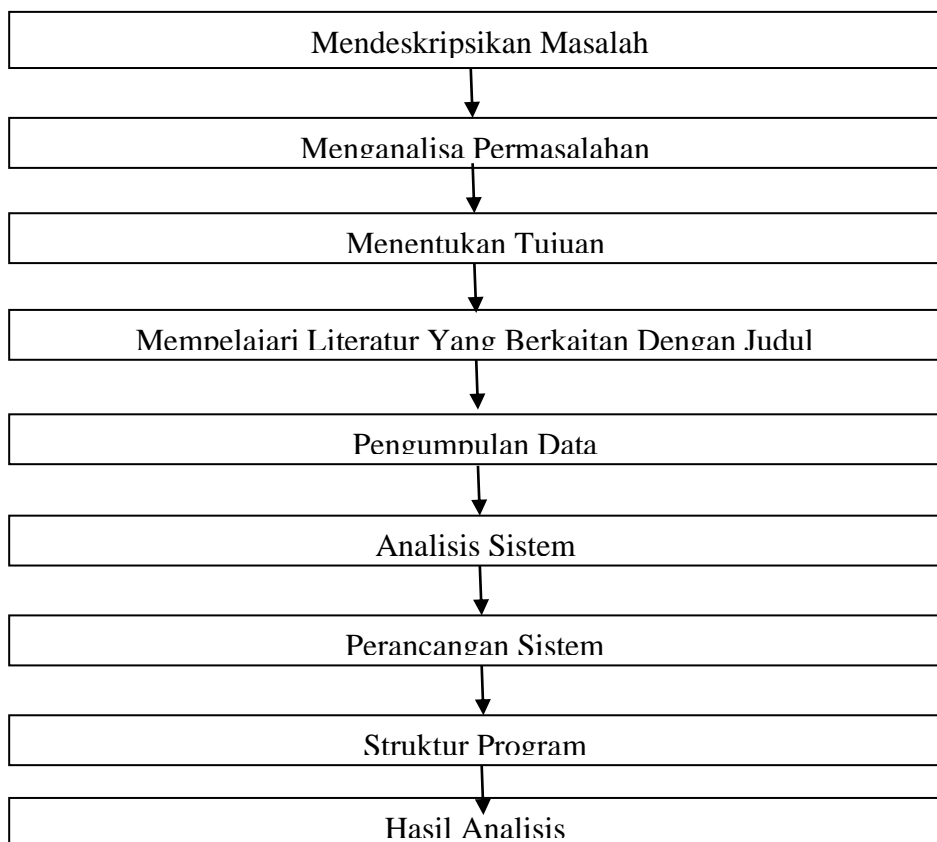 Mendeskripsikan Masalah
Menganalisa Permasalahan
Menentukan Tujuan
Mempelajari Literatur Yang Berkaitan Dengan Judul
Pengumpulan Data
Analisis Sistem
Perancangan Sistem
Struktur Program
Hasil Analisis